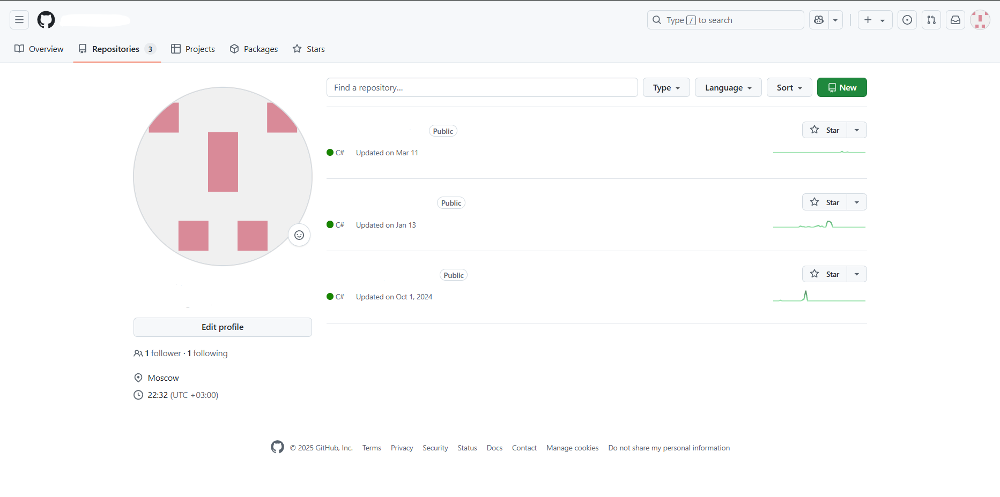 Type / to search
Overview
Repositories 3
Projects
Packages
Stars
Find a repository...
Type
Language
Sort
New
Public
Star
C#
Updated on Mar 11
Public
Star
C#
Updated on Jan 13
Public
Star
C#
Updated on Oct 1, 2024
Edit profile
1 follower · 1 following
Moscow
22:32 (UTC +03:00)
© 2025 GitHub, Inc. Terms Privacy Security Status Docs Contact Manage cookies Do not share my personal information